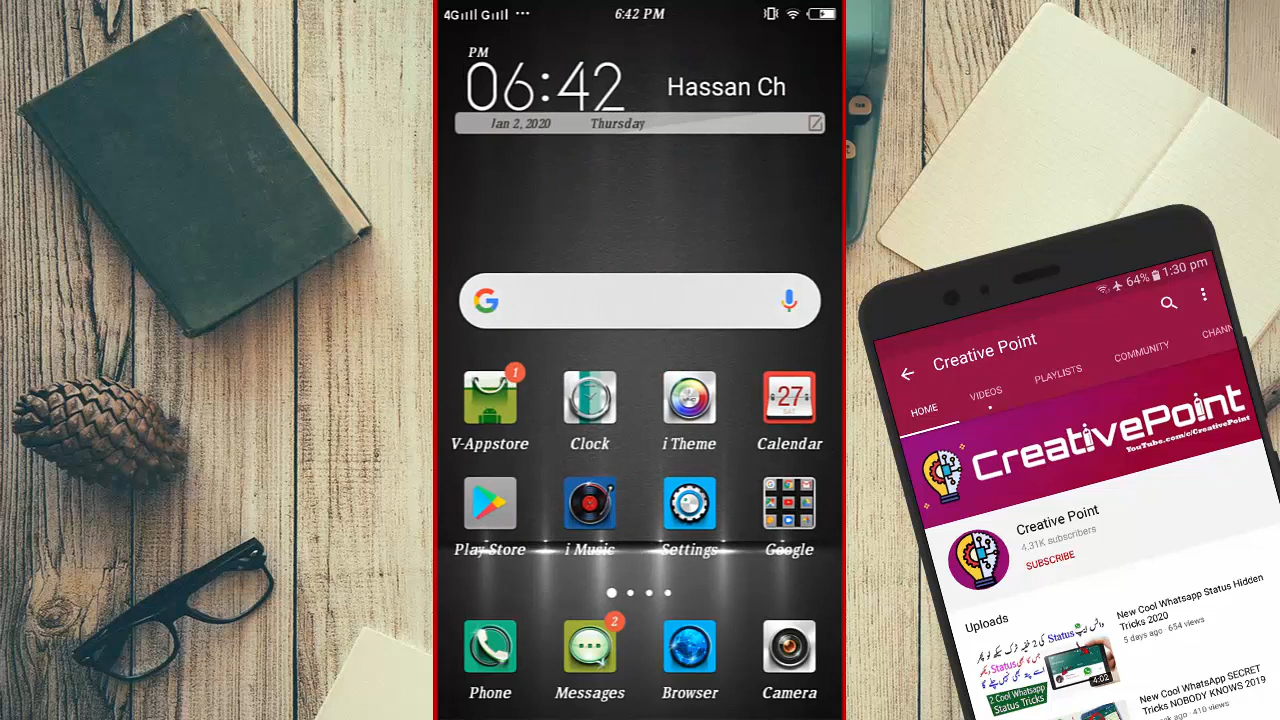 4G G ...
6:42 PM
PM
06:42
Hassan Ch
Jan 2, 2020 Thursday
1
27
SAT
V-Appstore
Clock
i Theme
Calendar
Play Store
i Music
Settings
Google
2
Phone
Messages
Browser
Camera
64% 1:30 pm
Creative Point
HOME
VIDEOS
PLAYLISTS
COMMUNITY
CHANN
CreativePoint
YouTube.com/c/CreativePoint
Creative Point
4.31K subscribers
SUBSCRIBE
Uploads
New Cool Whatsapp Status Hidden
Tricks 2020
5 days ago · 654 views
4:02
2 Cool Whatsapp
Status Tricks
New Cool WhatsApp SECRET
Tricks NOBODY KNOWS 2019
ago · 410 views